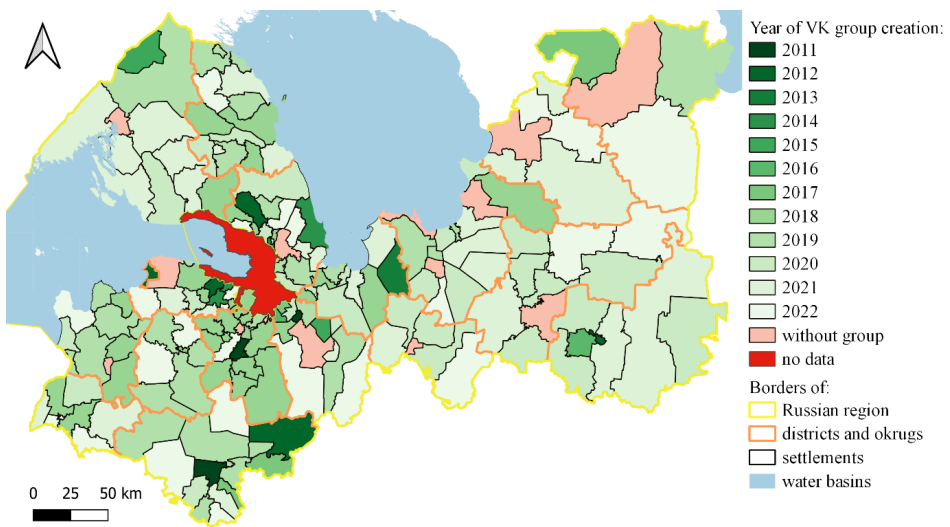 Year of VK group creation:
2011
2012
2013
2014
2015
2016
2017
2018
2019
2020
2021
2022
without group
no data
Borders of:
Russian region
districts and okrugs
settlements
water basins
0 25 50 km